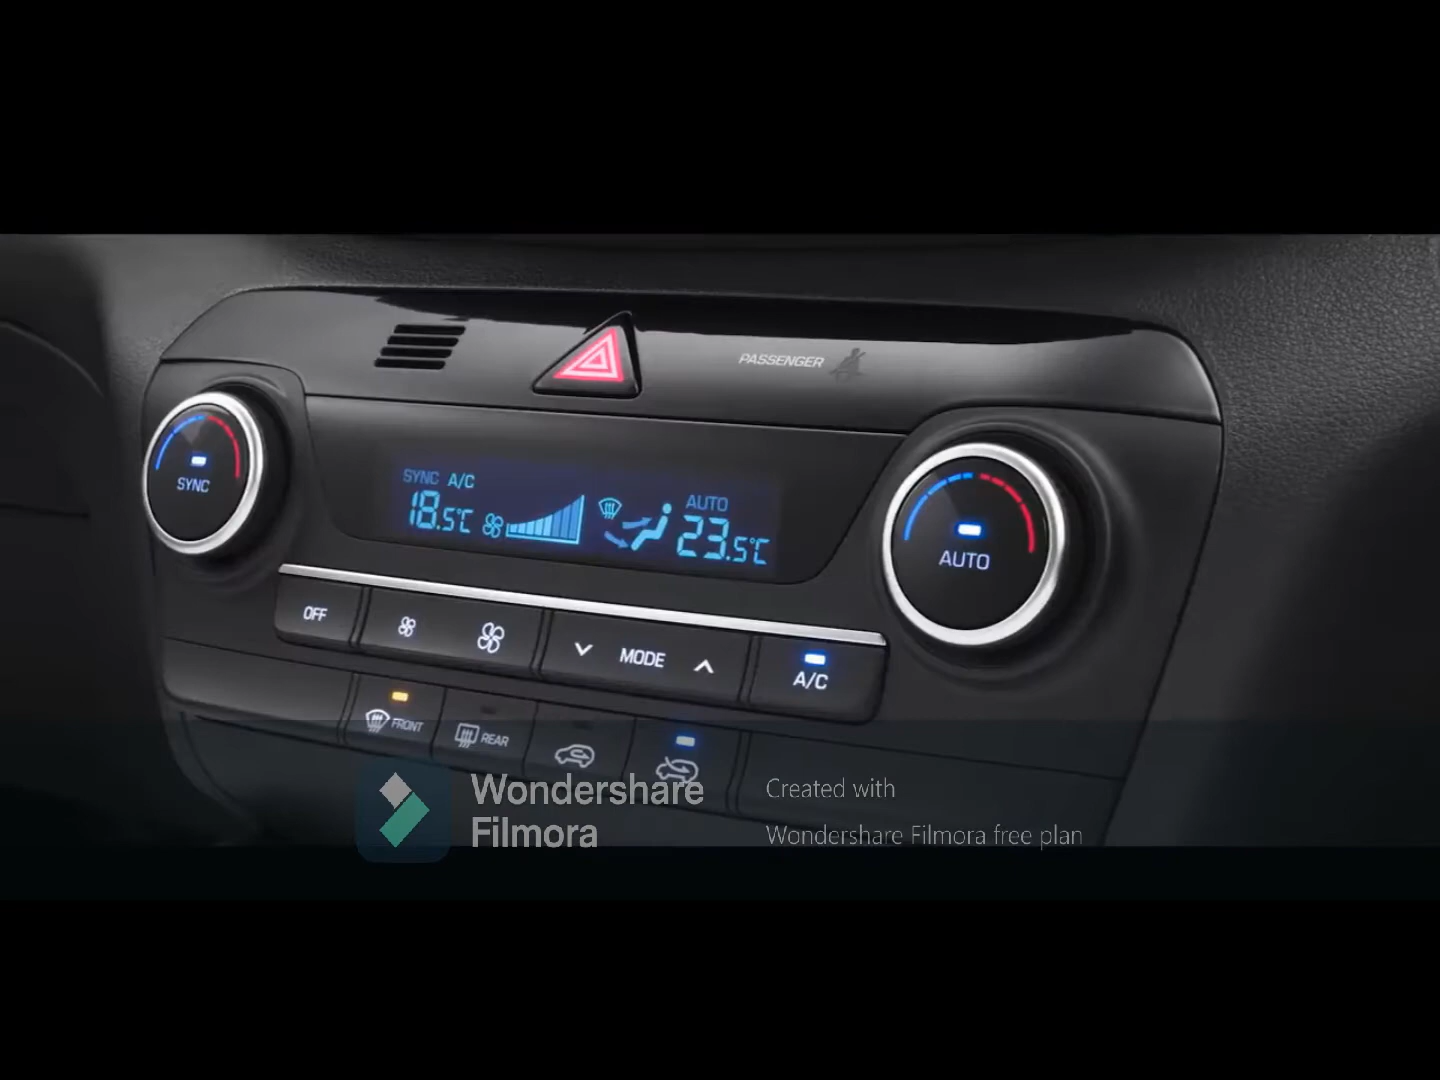 PASSENGER
SYNC
SYNC A/C
AUTO
18.5°C
23.5°C
AUTO
OFF
MODE
A/C
FRONT
REAR
Wondershare
Filmora
Created with
Wondershare Filmora free plan